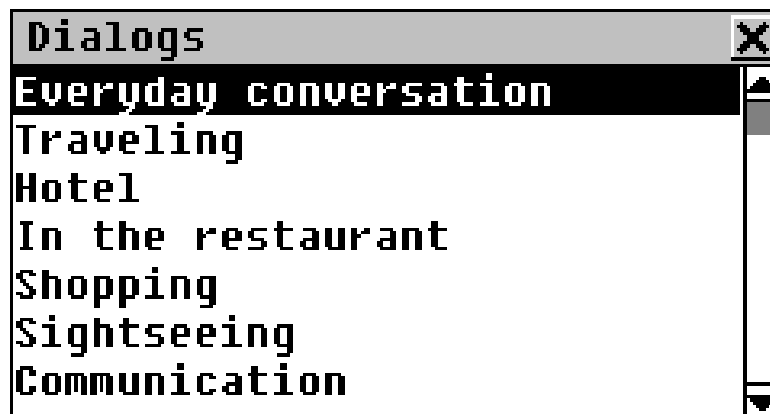 Dialogs
Everyday conversation
Traveling
Hotel
In the restaurant
Shopping
Sightseeing
Communication